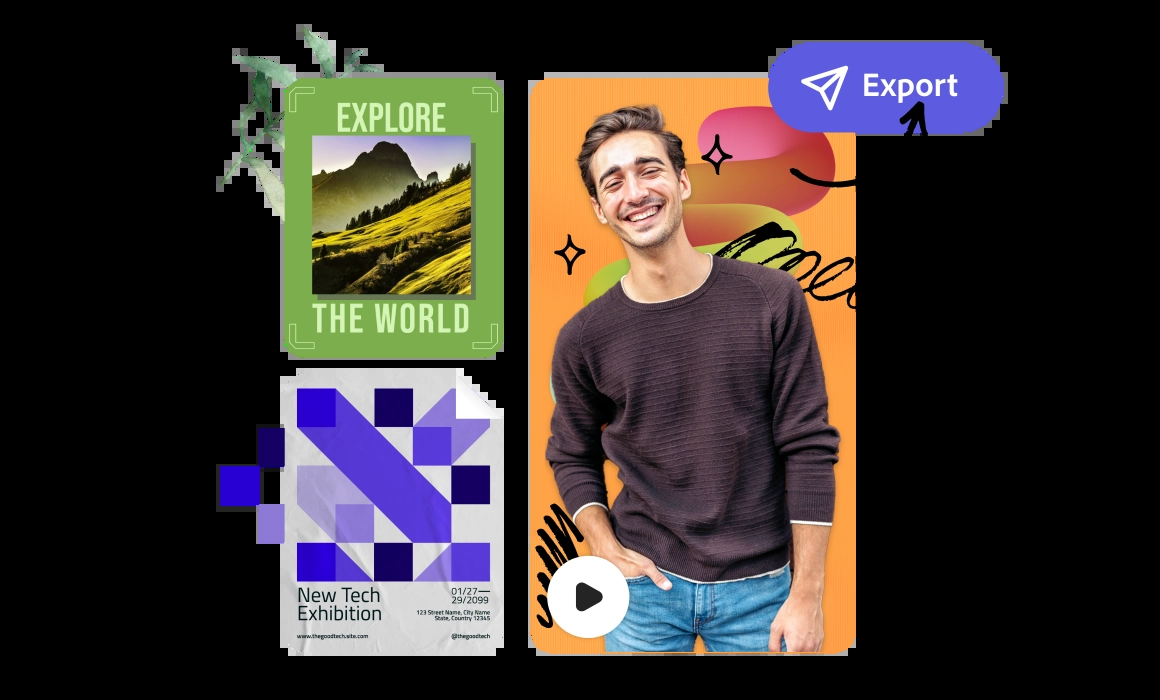 EXPLORE
THE WORLD
Export
New Tech
Exhibition
01/27—
29/2099
123 Street Name, City Name
State, Country 12345
www.thegoodtech.site.com
@thegoodtech